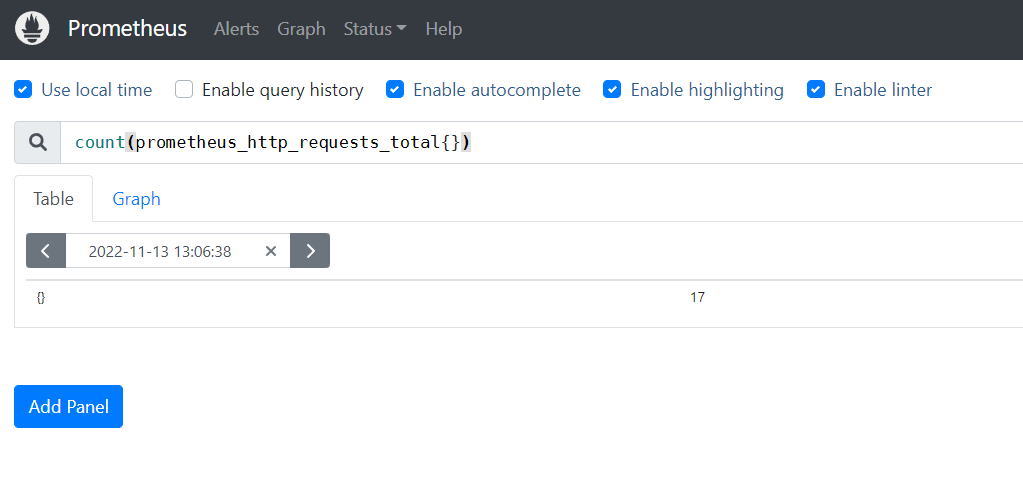 Prometheus Alerts Graph Status Help
Use local time Enable query history Enable autocomplete Enable highlighting Enable linter
count(prometheus_http_requests_total{})
Table Graph
2022-11-13 13:06:38
{} 17
Add Panel